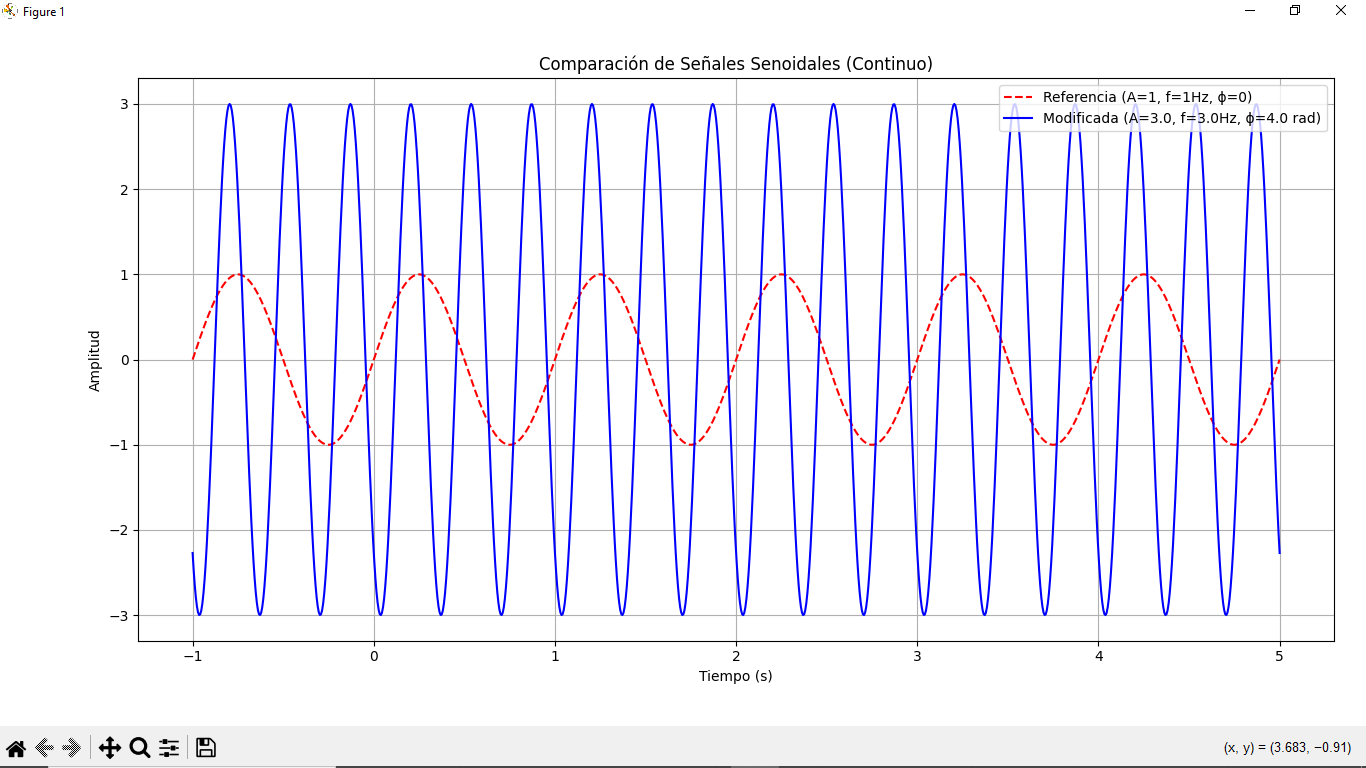 Figure 1
Comparación de Señales Senoidales (Continuo)
Referencia (A=1, f=1Hz, ϕ=0)
Modificada (A=3.0, f=3.0Hz, ϕ=4.0 rad)
3
2
1
0
−1
−2
−3
Amplitud
−1 0 1 2 3 4 5
Tiempo (s)
(x, y) = (3.683, −0.91)